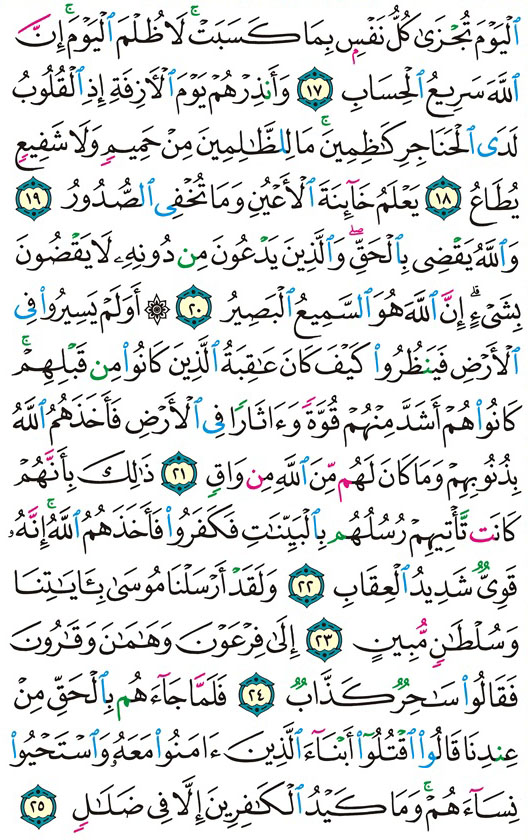 ٱلْيَوْمَ تُجْزَىٰ كُلُّ نَفْسٍۭ بِمَا كَسَبَتْ ۚ لَا ظُلْمَ ٱلْيَوْمَ ۚ إِنَّ
ٱللَّهَ سَرِيعُ ٱلْحِسَابِ ١٧ وَأَنذِرْهُمْ يَوْمَ ٱلْـَٔازِفَةِ إِذِ ٱلْقُلُوبُ
لَدَى ٱلْحَنَاجِرِ كَـٰظِمِينَ ۚ مَا لِلظَّـٰلِمِينَ مِنْ حَمِيمٍ وَلَا شَفِيعٍ
يُطَاعُ ١٨ يَعْلَمُ خَآئِنَةَ ٱلْأَعْيُنِ وَمَا تُخْفِى ٱلصُّدُورُ ١٩
وَٱللَّهُ يَقْضِى بِٱلْحَقِّ ۖ وَٱلَّذِينَ يَدْعُونَ مِن دُونِهِۦ لَا يَقْضُونَ
بِشَىْءٍ ۗ إِنَّ ٱللَّهَ هُوَ ٱلسَّمِيعُ ٱلْبَصِيرُ ٢٠ ۞ أَوَلَمْ يَسِيرُوا۟ فِى
ٱلْأَرْضِ فَيَنظُرُوا۟ كَيْفَ كَانَ عَـٰقِبَةُ ٱلَّذِينَ كَانُوا۟ مِن قَبْلِهِمْ ۚ
كَانُوا۟ هُمْ أَشَدَّ مِنْهُمْ قُوَّةً وَءَاثَارًا فِى ٱلْأَرْضِ فَأَخَذَهُمُ ٱللَّهُ
بِذُنُوبِهِمْ وَمَا كَانَ لَهُم مِّنَ ٱللَّهِ مِن وَاقٍ ٢١ ذَٰلِكَ بِأَنَّهُمْ
كَانَت تَّأْتِيهِمْ رُسُلُهُم بِٱلْبَيِّنَـٰتِ فَكَفَرُوا۟ فَأَخَذَهُمُ ٱللَّهُ ۚ إِنَّهُۥ
قَوِىٌّ شَدِيدُ ٱلْعِقَابِ ٢٢ وَلَقَدْ أَرْسَلْنَا مُوسَىٰ بِـَٔايَـٰتِنَا
وَسُلْطَـٰنٍ مُّبِينٍ ٢٣ إِلَىٰ فِرْعَوْنَ وَهَـٰمَـٰنَ وَقَـٰرُونَ
فَقَالُوا۟ سَـٰحِرٌ كَذَّابٌ ٢٤ فَلَمَّا جَآءَهُم بِٱلْحَقِّ مِنْ
عِندِنَا قَالُوا۟ ٱقْتُلُوٓا۟ أَبْنَآءَ ٱلَّذِينَ ءَامَنُوا۟ مَعَهُۥ وَٱسْتَحْيُوا۟
نِسَآءَهُمْ ۚ وَمَا كَيْدُ ٱلْكَـٰفِرِينَ إِلَّا فِى ضَلَـٰلٍ ٢٥